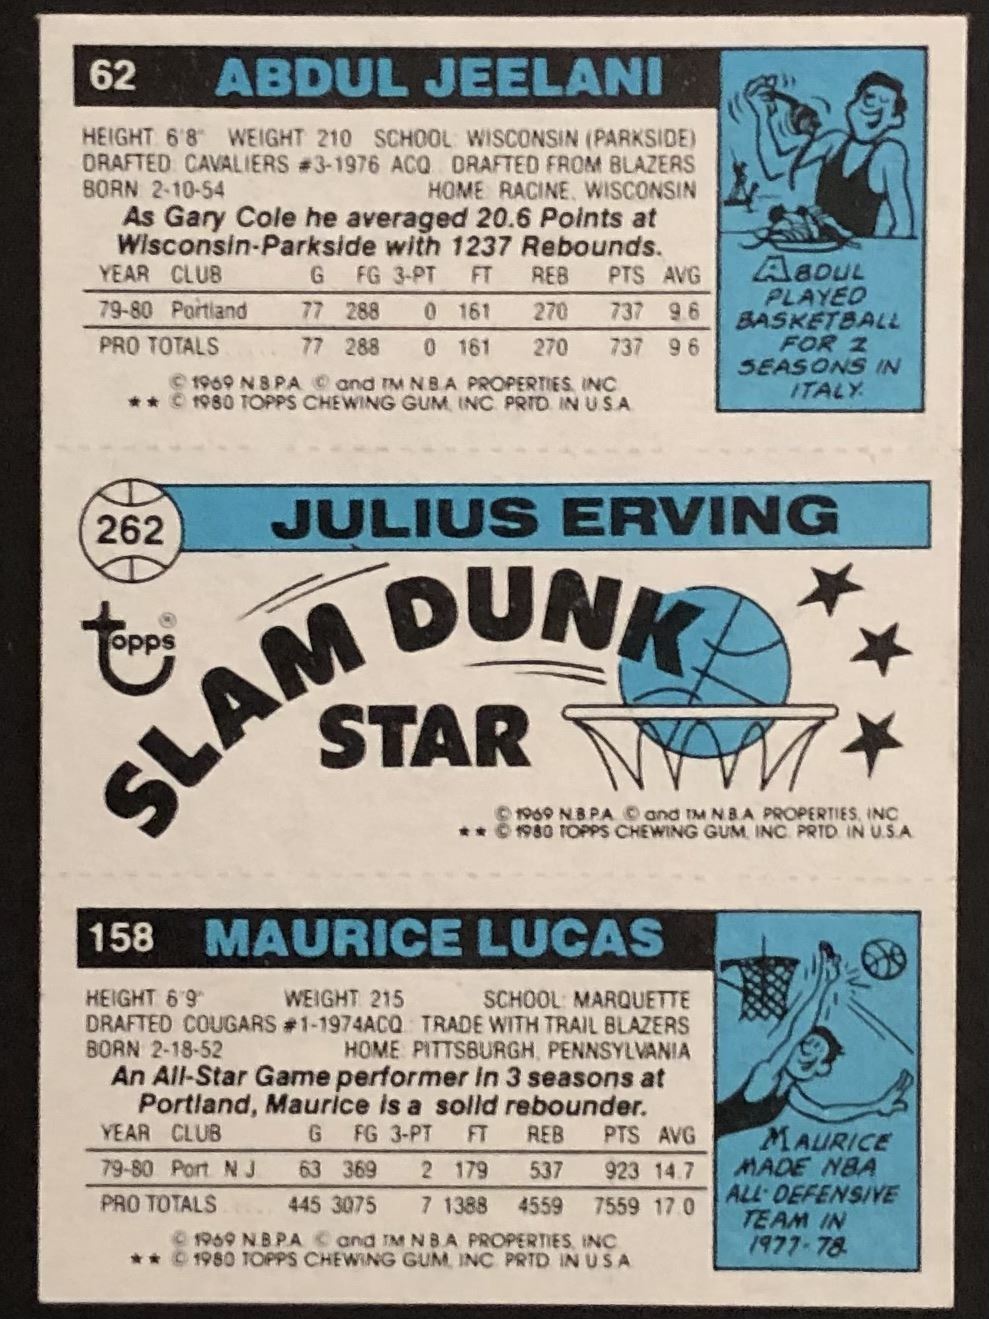 62 ABDUL JEELANI
HEIGHT: 6'8" WEIGHT: 210 SCHOOL: WISCONSIN (PARKSIDE)
DRAFTED: CAVALIERS #3-1976 ACQ.: DRAFTED FROM BLAZERS
BORN: 2-10-54 HOME: RACINE, WISCONSIN
As Gary Cole he averaged 20.6 Points at
Wisconsin-Parkside with 1237 Rebounds.
YEAR CLUB G FG 3-PT FT REB PTS AVG
79-80 Portland 77 288 0 161 270 737 9.6
PRO TOTALS 77 288 0 161 270 737 9.6
© 1969 N.B.P.A. © and TM N.B.A. PROPERTIES, INC.
★★ © 1980 TOPPS CHEWING GUM, INC. PRTD. IN U.S.A.
ABDUL
PLAYED
BASKETBALL
FOR 2
SEASONS IN
ITALY.
262 JULIUS ERVING
Topps®
SLAM DUNK
STAR
© 1969 N.B.P.A. © and TM N.B.A. PROPERTIES, INC.
★★ © 1980 TOPPS CHEWING GUM, INC. PRTD. IN U.S.A.
158 MAURICE LUCAS
HEIGHT: 6'9" WEIGHT: 215 SCHOOL: MARQUETTE
DRAFTED: COUGARS #1-1974 ACQ.: TRADE WITH TRAIL BLAZERS
BORN: 2-18-52 HOME: PITTSBURGH, PENNSYLVANIA
An All-Star Game performer in 3 seasons at
Portland, Maurice is a solid rebounder.
YEAR CLUB G FG 3-PT FT REB PTS AVG
79-80 Port. N.J. 63 369 2 179 537 923 14.7
PRO TOTALS 445 3075 7 1388 4559 7559 17.0
© 1969 N.B.P.A. © and TM N.B.A. PROPERTIES, INC.
★★ © 1980 TOPPS CHEWING GUM, INC. PRTD. IN U.S.A.
MAURICE
MADE NBA
ALL-DEFENSIVE
TEAM IN
1977-78.